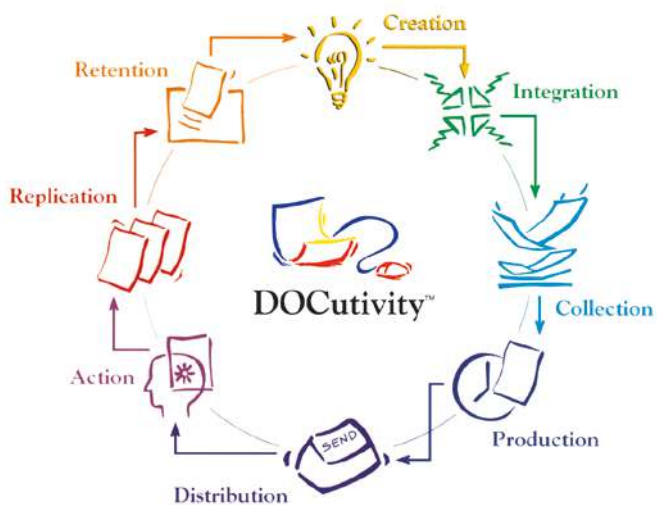 Creation
Retention
Integration
Replication
DOCutivity™
Collection
Action
Production
SEND
Distribution